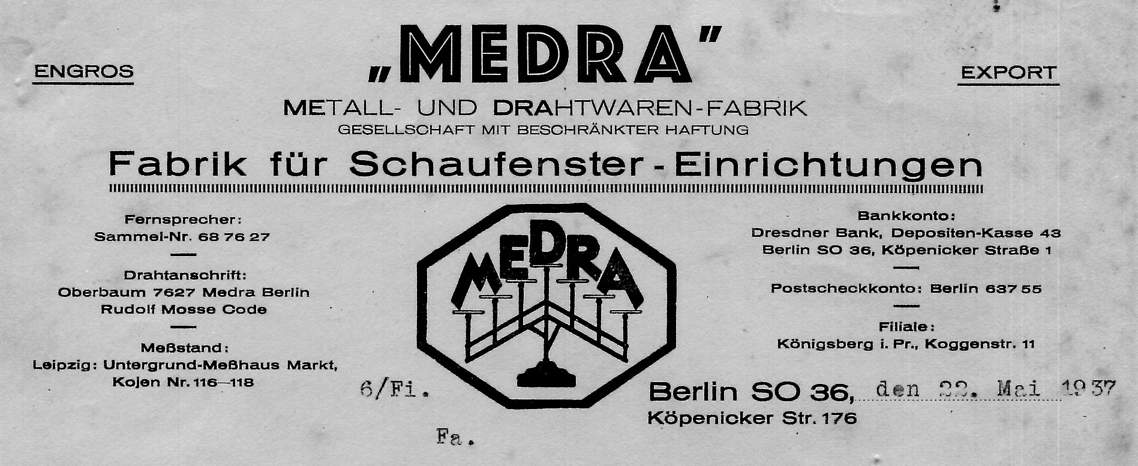 „MEDRA”
ENGROS
EXPORT
METALL- UND DRAHTWAREN-FABRIK
GESELLSCHAFT MIT BESCHRÄNKTER HAFTUNG
Fabrik für Schaufenster-Einrichtungen
Fernsprecher:
Sammel-Nr. 68 76 27
Drahtanschrift:
Oberbaum 7627 Medra Berlin
Rudolf Mosse Code
Meßstand:
Leipzig: Untergrund-Meßhaus Markt,
Kojen Nr. 116—118
MEDRA
Bankkonto:
Dresdner Bank, Depositen-Kasse 43
Berlin SO 36, Köpenicker Straße 1
Postscheckkonto: Berlin 637 55
Filiale:
Königsberg i. Pr., Koggenstr. 11
6/Fi.
Berlin SO 36, den 22. Mai 1937
Köpenicker Str. 176
Fa.